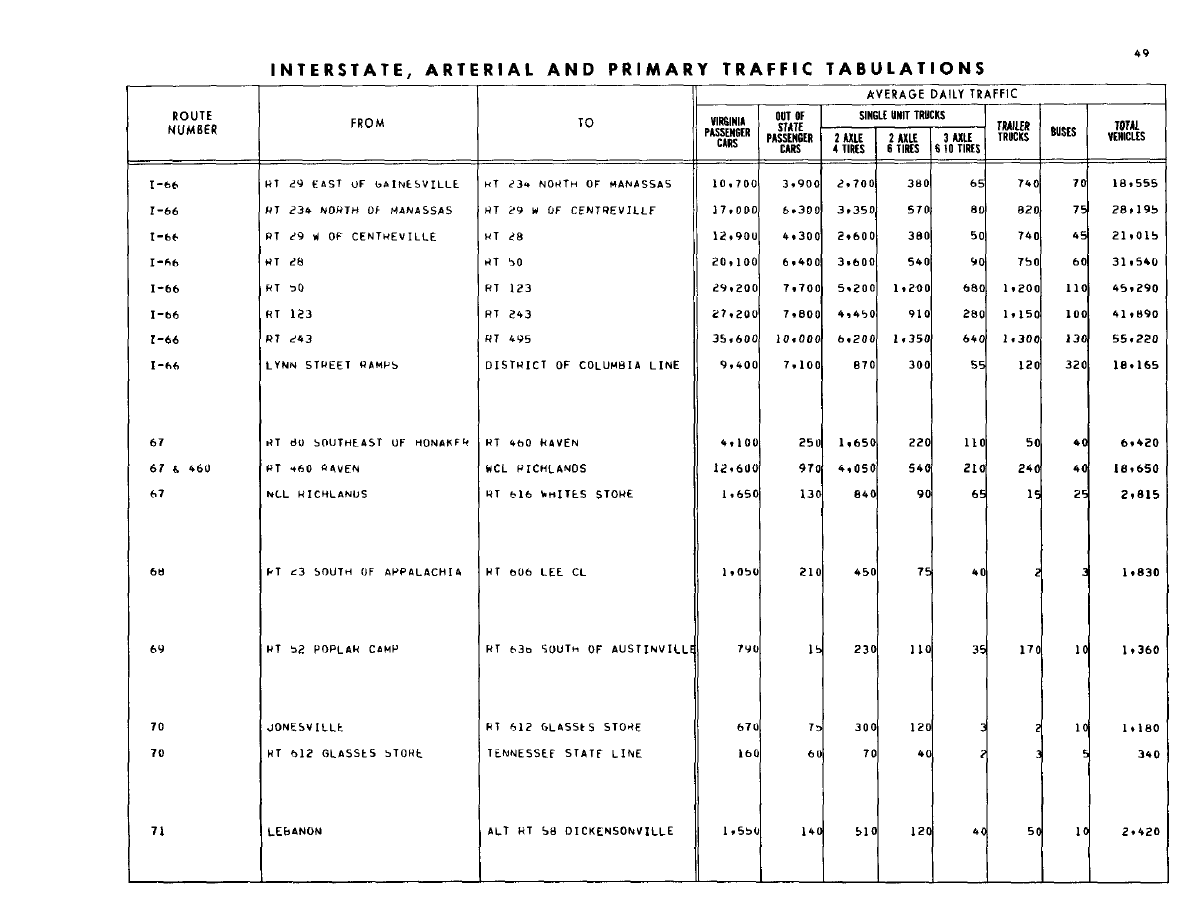 49
INTERSTATE, ARTERIAL AND PRIMARY TRAFFIC TABULATIONS
ROUTE NUMBER FROM TO AVERAGE DAILY TRAFFIC
VIRGINIA PASSENGER CARS OUT OF STATE PASSENGER CARS SINGLE UNIT TRUCKS TRAILER TRUCKS BUSES TOTAL VEHICLES
2 AXLE 4 TIRES 2 AXLE 6 TIRES 3 AXLE 6 10 TIRES
I-66 RT 29 EAST OF GAINESVILLE RT 234 NORTH OF MANASSAS 10,700 3,900 2,700 380 65 740 70 18,555
I-66 RT 234 NORTH OF MANASSAS RT 29 W OF CENTREVILLE 17,000 6,300 3,350 570 80 820 75 28,195
I-66 RT 29 W OF CENTREVILLE RT 28 12,900 4,300 2,600 380 50 740 45 21,015
I-66 RT 28 RT 50 20,100 6,400 3,600 540 90 750 60 31,540
I-66 RT 50 RT 123 29,200 7,700 5,200 1,200 680 1,200 110 45,290
I-66 RT 123 RT 243 27,200 7,800 4,450 910 280 1,150 100 41,890
I-66 RT 243 RT 495 35,600 10,000 6,200 1,350 640 1,300 130 55,220
I-66 LYNN STREET RAMPS DISTRICT OF COLUMBIA LINE 9,400 7,100 870 300 55 120 320 18,165
67 RT 80 SOUTHEAST OF HONAKER RT 460 RAVEN 4,100 250 1,650 220 110 50 40 6,420
67 & 460 RT 460 RAVEN WCL RICHLANDS 12,600 970 4,050 540 210 240 40 18,650
67 NCL RICHLANDS RT 616 WHITES STORE 1,650 130 840 90 65 15 25 2,815
68 RT 23 SOUTH OF APPALACHIA RT 606 LEE CL 1,050 210 450 75 40 2 3 1,830
69 RT 52 POPLAR CAMP RT 636 SOUTH OF AUSTINVILLE 790 15 230 110 35 170 10 1,360
70 JONESVILLE RT 612 GLASSES STORE 670 75 300 120 3 2 10 1,180
70 RT 612 GLASSES STORE TENNESSEE STATE LINE 160 60 70 40 2 3 5 340
71 LEBANON ALT RT 58 DICKENSONVILLE 1,550 140 510 120 40 50 10 2,420